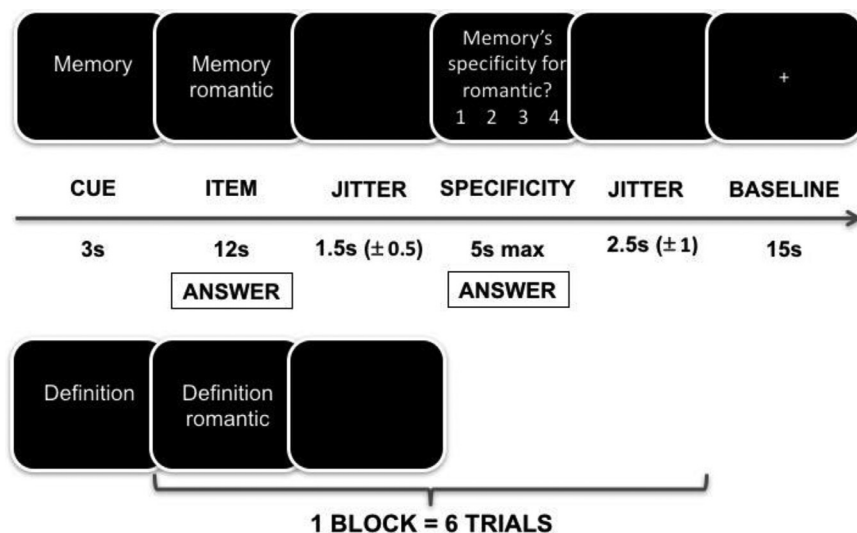 Memory
Memory
romantic
Memory's
specificity for
romantic?
1 2 3 4
+
CUE ITEM JITTER SPECIFICITY JITTER BASELINE
3s 12s 1.5s (± 0.5) 5s max 2.5s (± 1) 15s
ANSWER ANSWER
Definition
Definition
romantic
1 BLOCK = 6 TRIALS